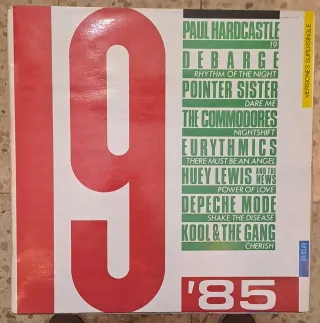 19
PAUL HARDCASTLE
19
DEBARGE
RHYTHM OF THE NIGHT
POINTER SISTER
DARE ME
THE COMMODORES
NIGHTSHIFT
EURYTHMICS
THERE MUST BE AN ANGEL
HUEY LEWIS AND THE NEWS
POWER OF LOVE
DEPECHE MODE
SHAKE THE DISEASE
KOOL & THE GANG
CHERISH
'85
VERSIONES SUPERSINGLE
RCA